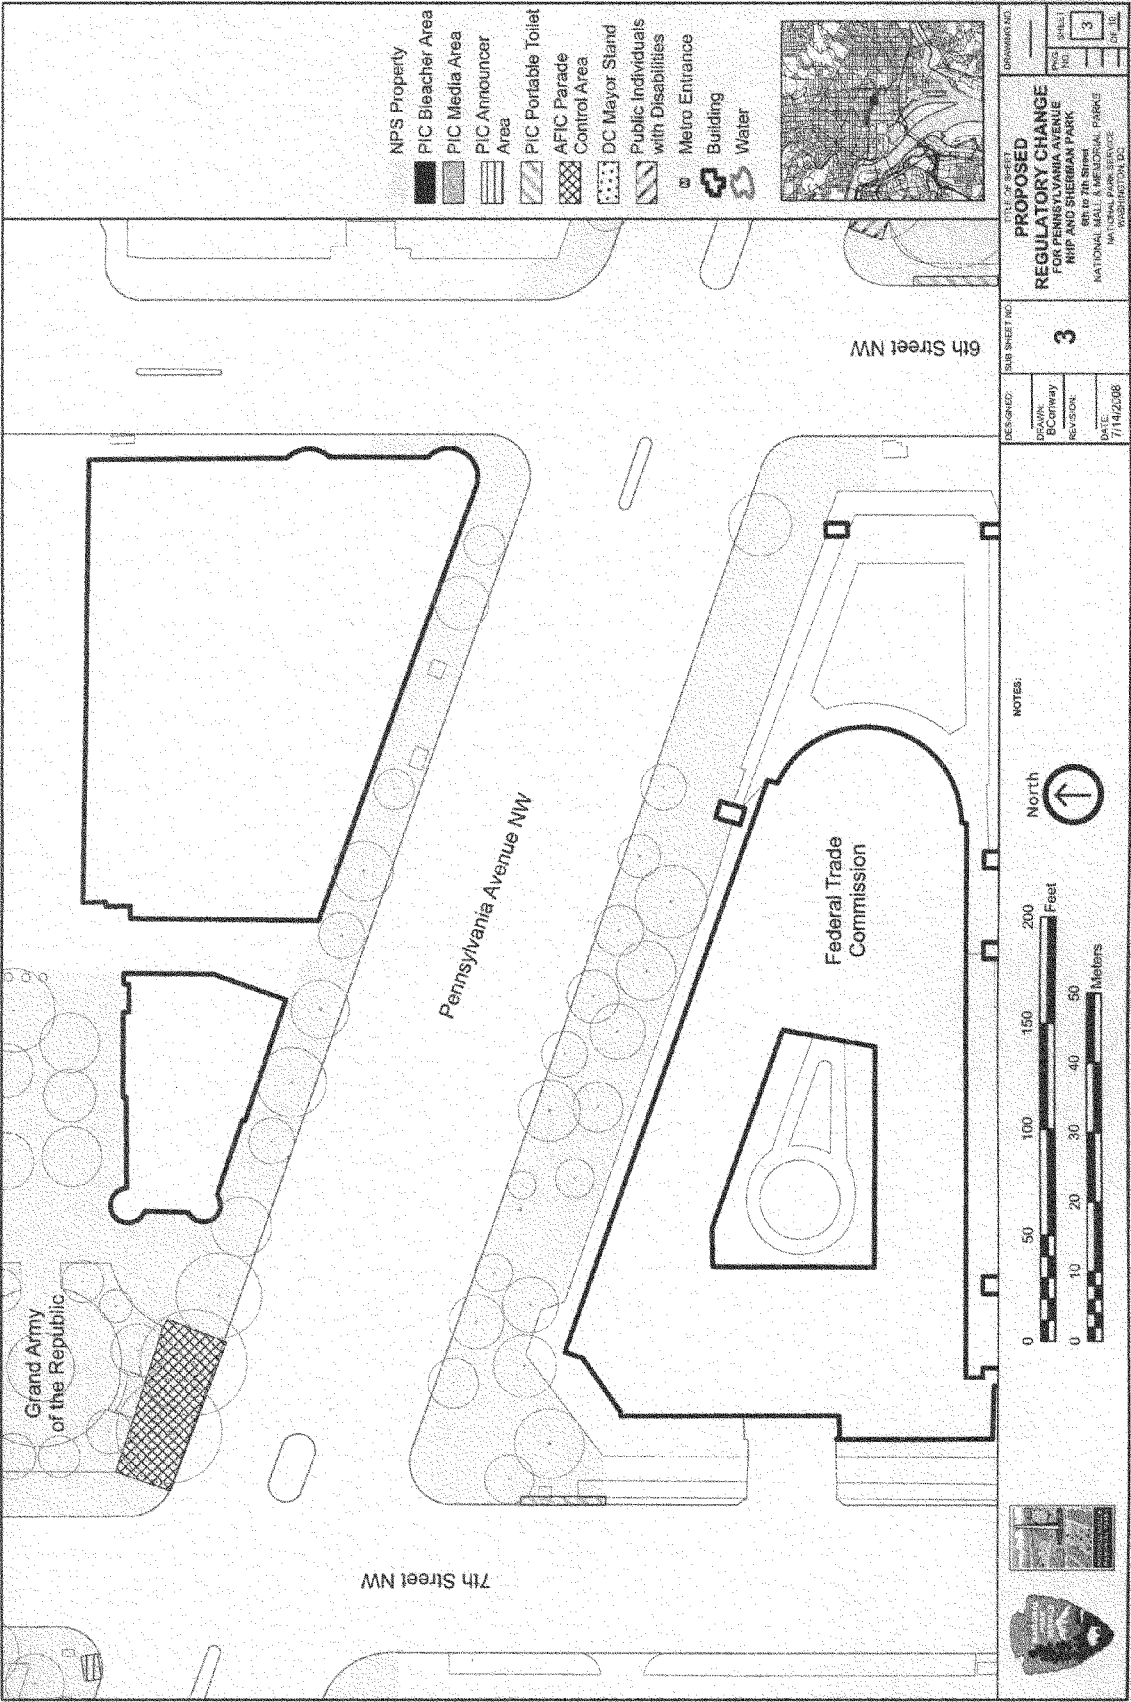 Grand Army
of the Republic
Pennsylvania Avenue NW
Federal Trade
Commission
7th Street NW
6th Street NW
NPS Property
PIC Bleacher Area
PIC Media Area
PIC Announcer
Area
PIC Portable Toilet
AFIC Parade
Control Area
DC Mayor Stand
Public Individuals
with Disabilities
Metro Entrance
Building
Water
0 50 100 150 200
Feet
0 10 20 30 40 50
Meters
North
NOTES:
DESIGNED:
DRAWN:
BConway
REVISION:
DATE:
7/14/2008
SUB SHEET NO.
3
TITLE OF SHEET
PROPOSED
REGULATORY CHANGE
FOR PENNSYLVANIA AVENUE
NHP AND SHERMAN PARK
6th to 7th Street
NATIONAL MALL & MEMORIAL PARKS
NATIONAL PARK SERVICE
WASHINGTON, DC
DRAWING NO.
PKG
NO.
SHEET
3
OF 10